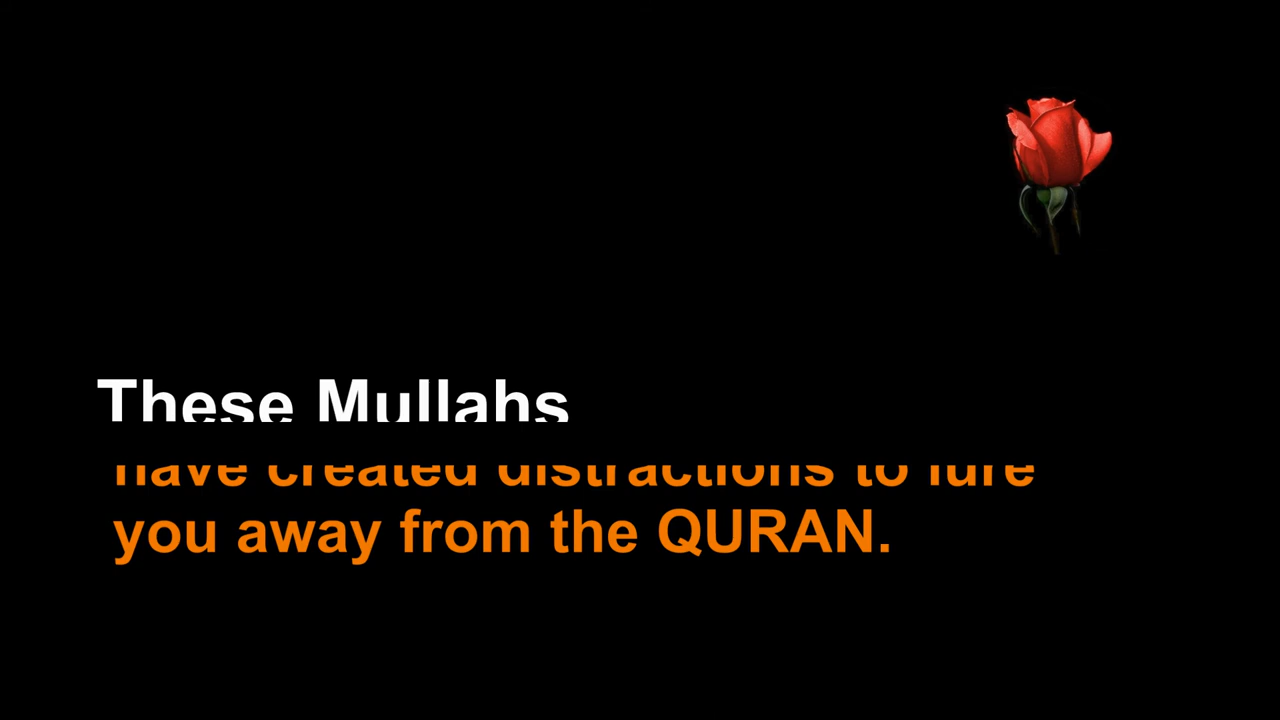 These Mullahs
have created distractions to lure
you away from the QURAN.